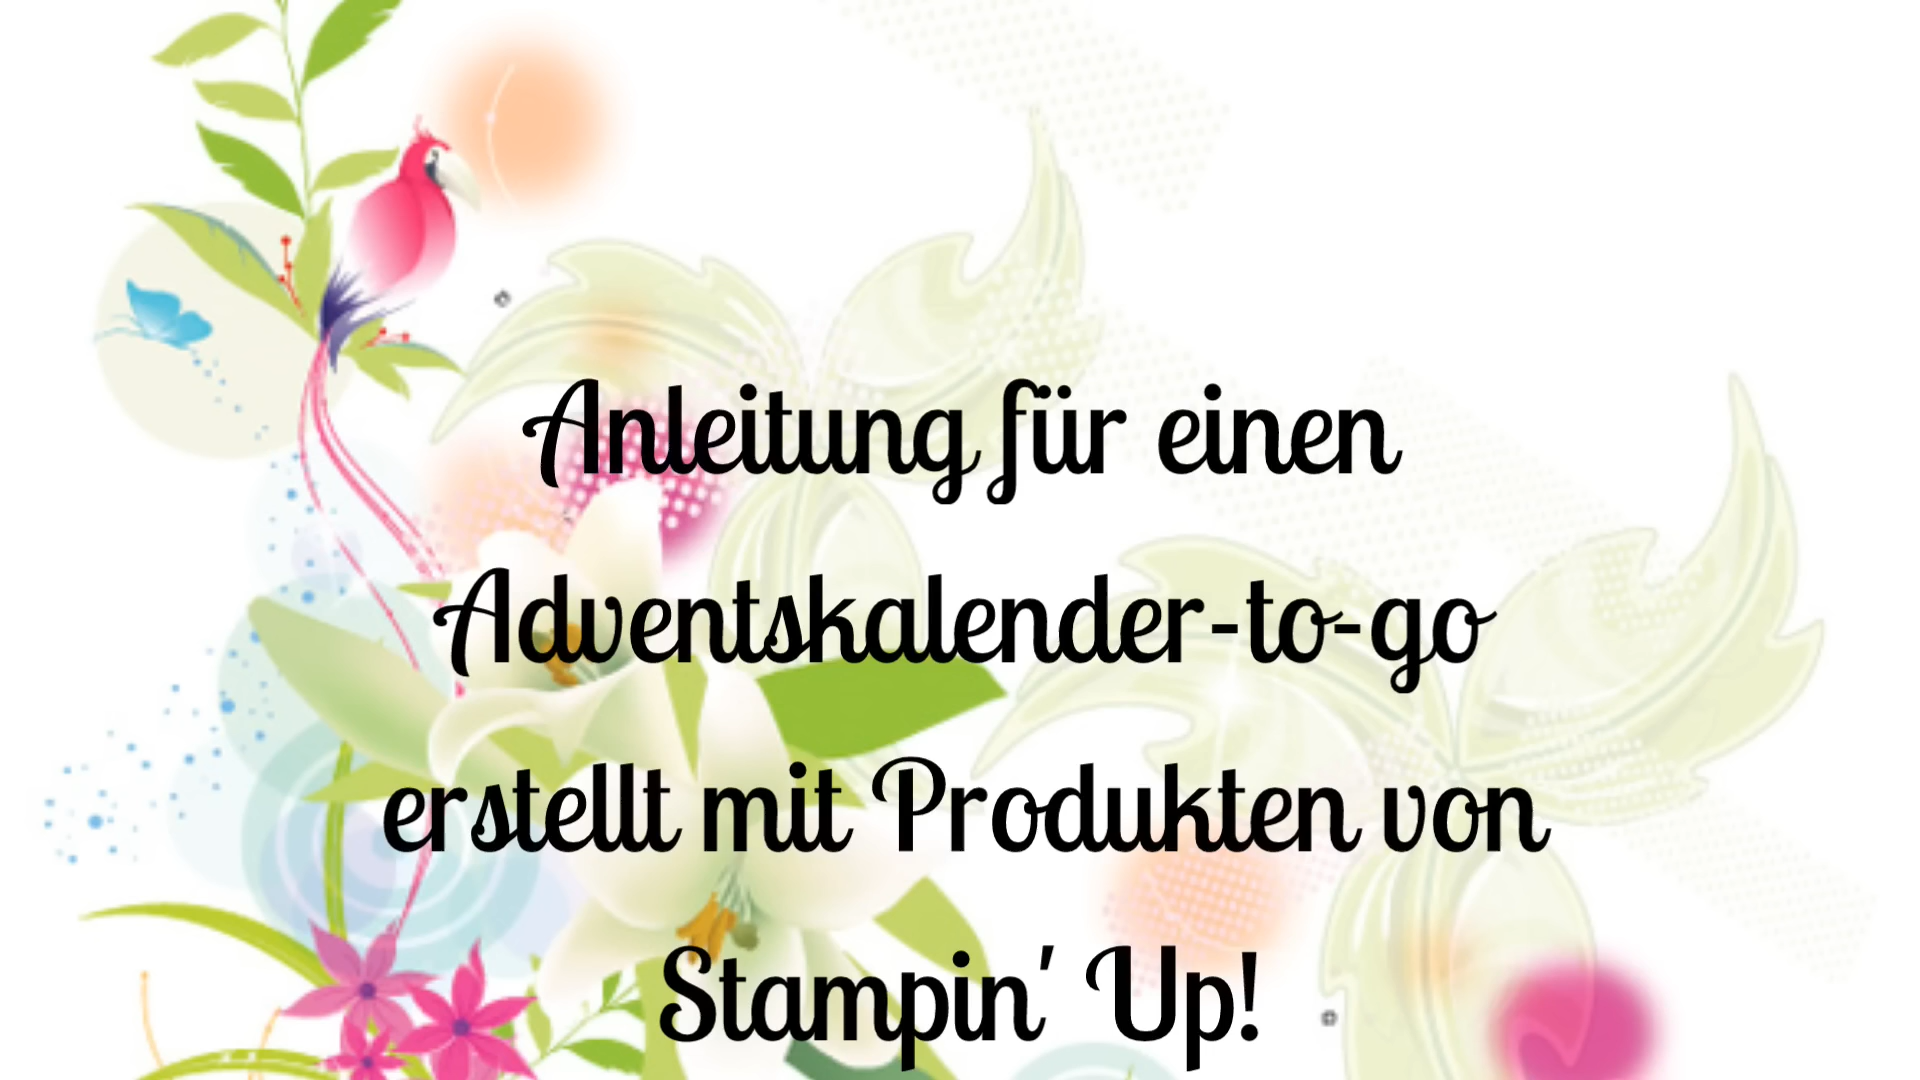 Anleitung für einen
Adventskalender-to-go
erstellt mit Produkten von
Stampin' Up!